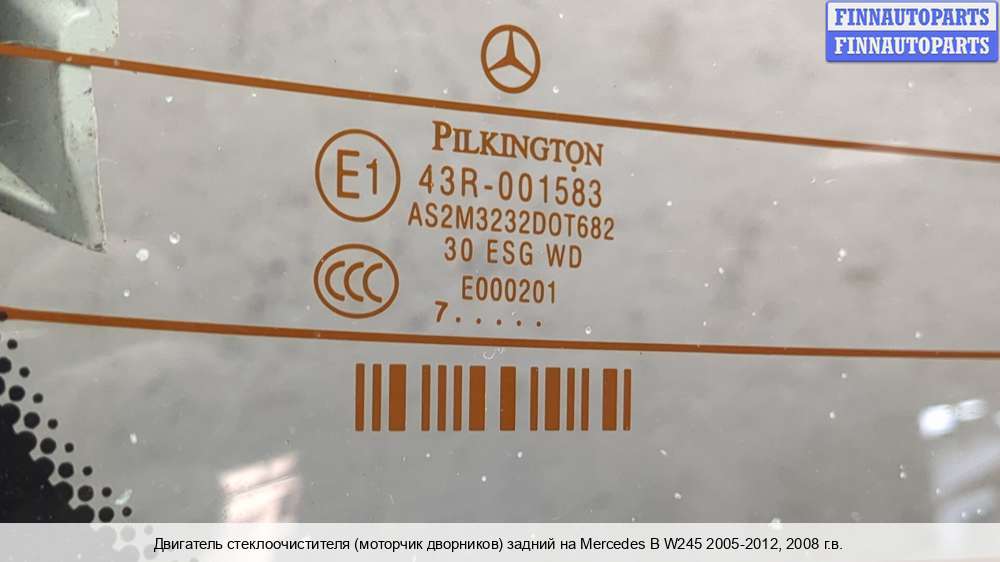 FINNAUTOPARTS
FINNAUTOPARTS
PILKINGTON
E1
43R-001583
AS2M3232DOT682
30 ESG WD
CCC
E000201
7.....
Двигатель стеклоочистителя (моторчик дворников) задний на Mercedes B W245 2005-2012, 2008 г.в.